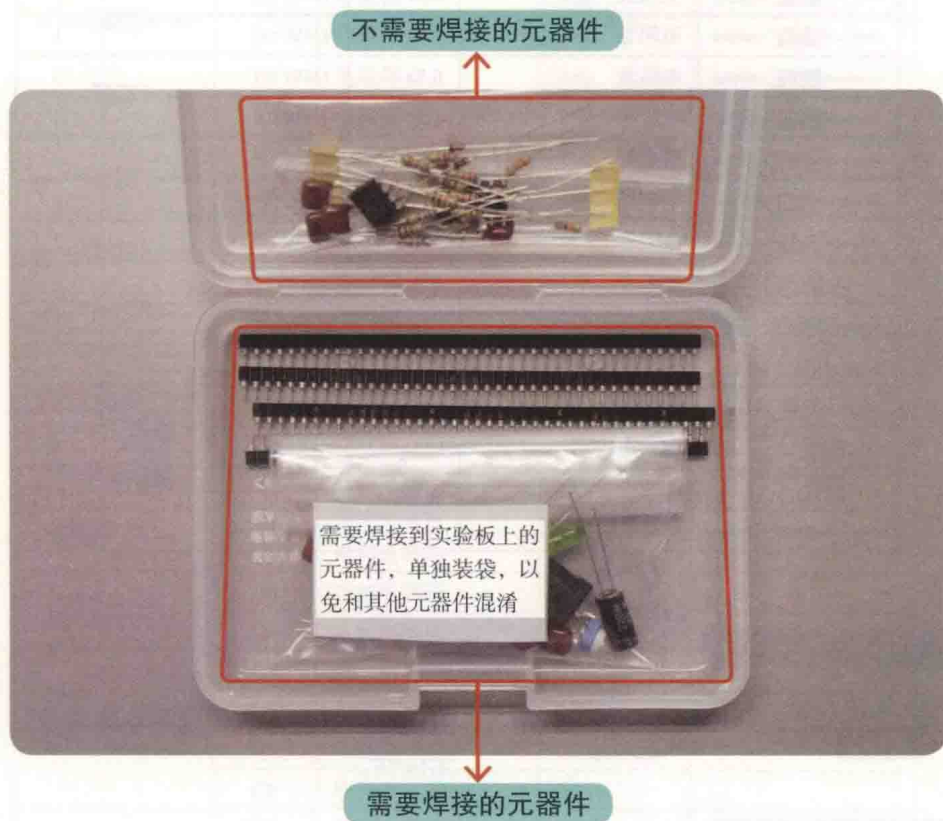 不需要焊接的元器件
需要焊接到实验板上的
元器件，单独装袋，以
免和其他元器件混淆
需要焊接的元器件